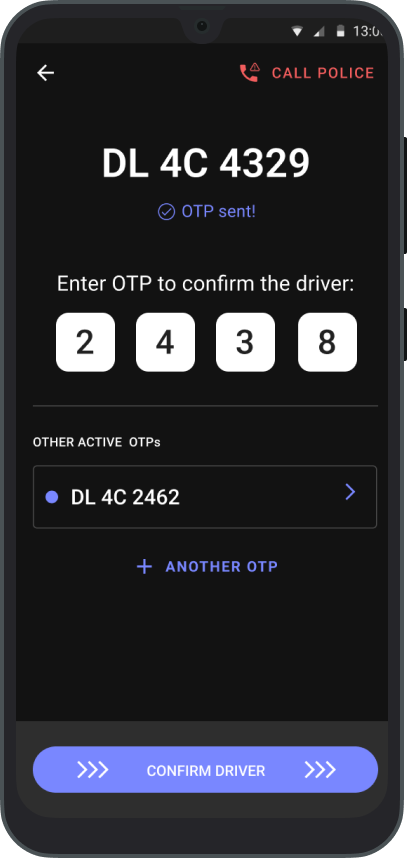 13:0
CALL POLICE
DL 4C 4329
OTP sent!
Enter OTP to confirm the driver:
2 4 3 8
OTHER ACTIVE OTPs
DL 4C 2462
ANOTHER OTP
CONFIRM DRIVER